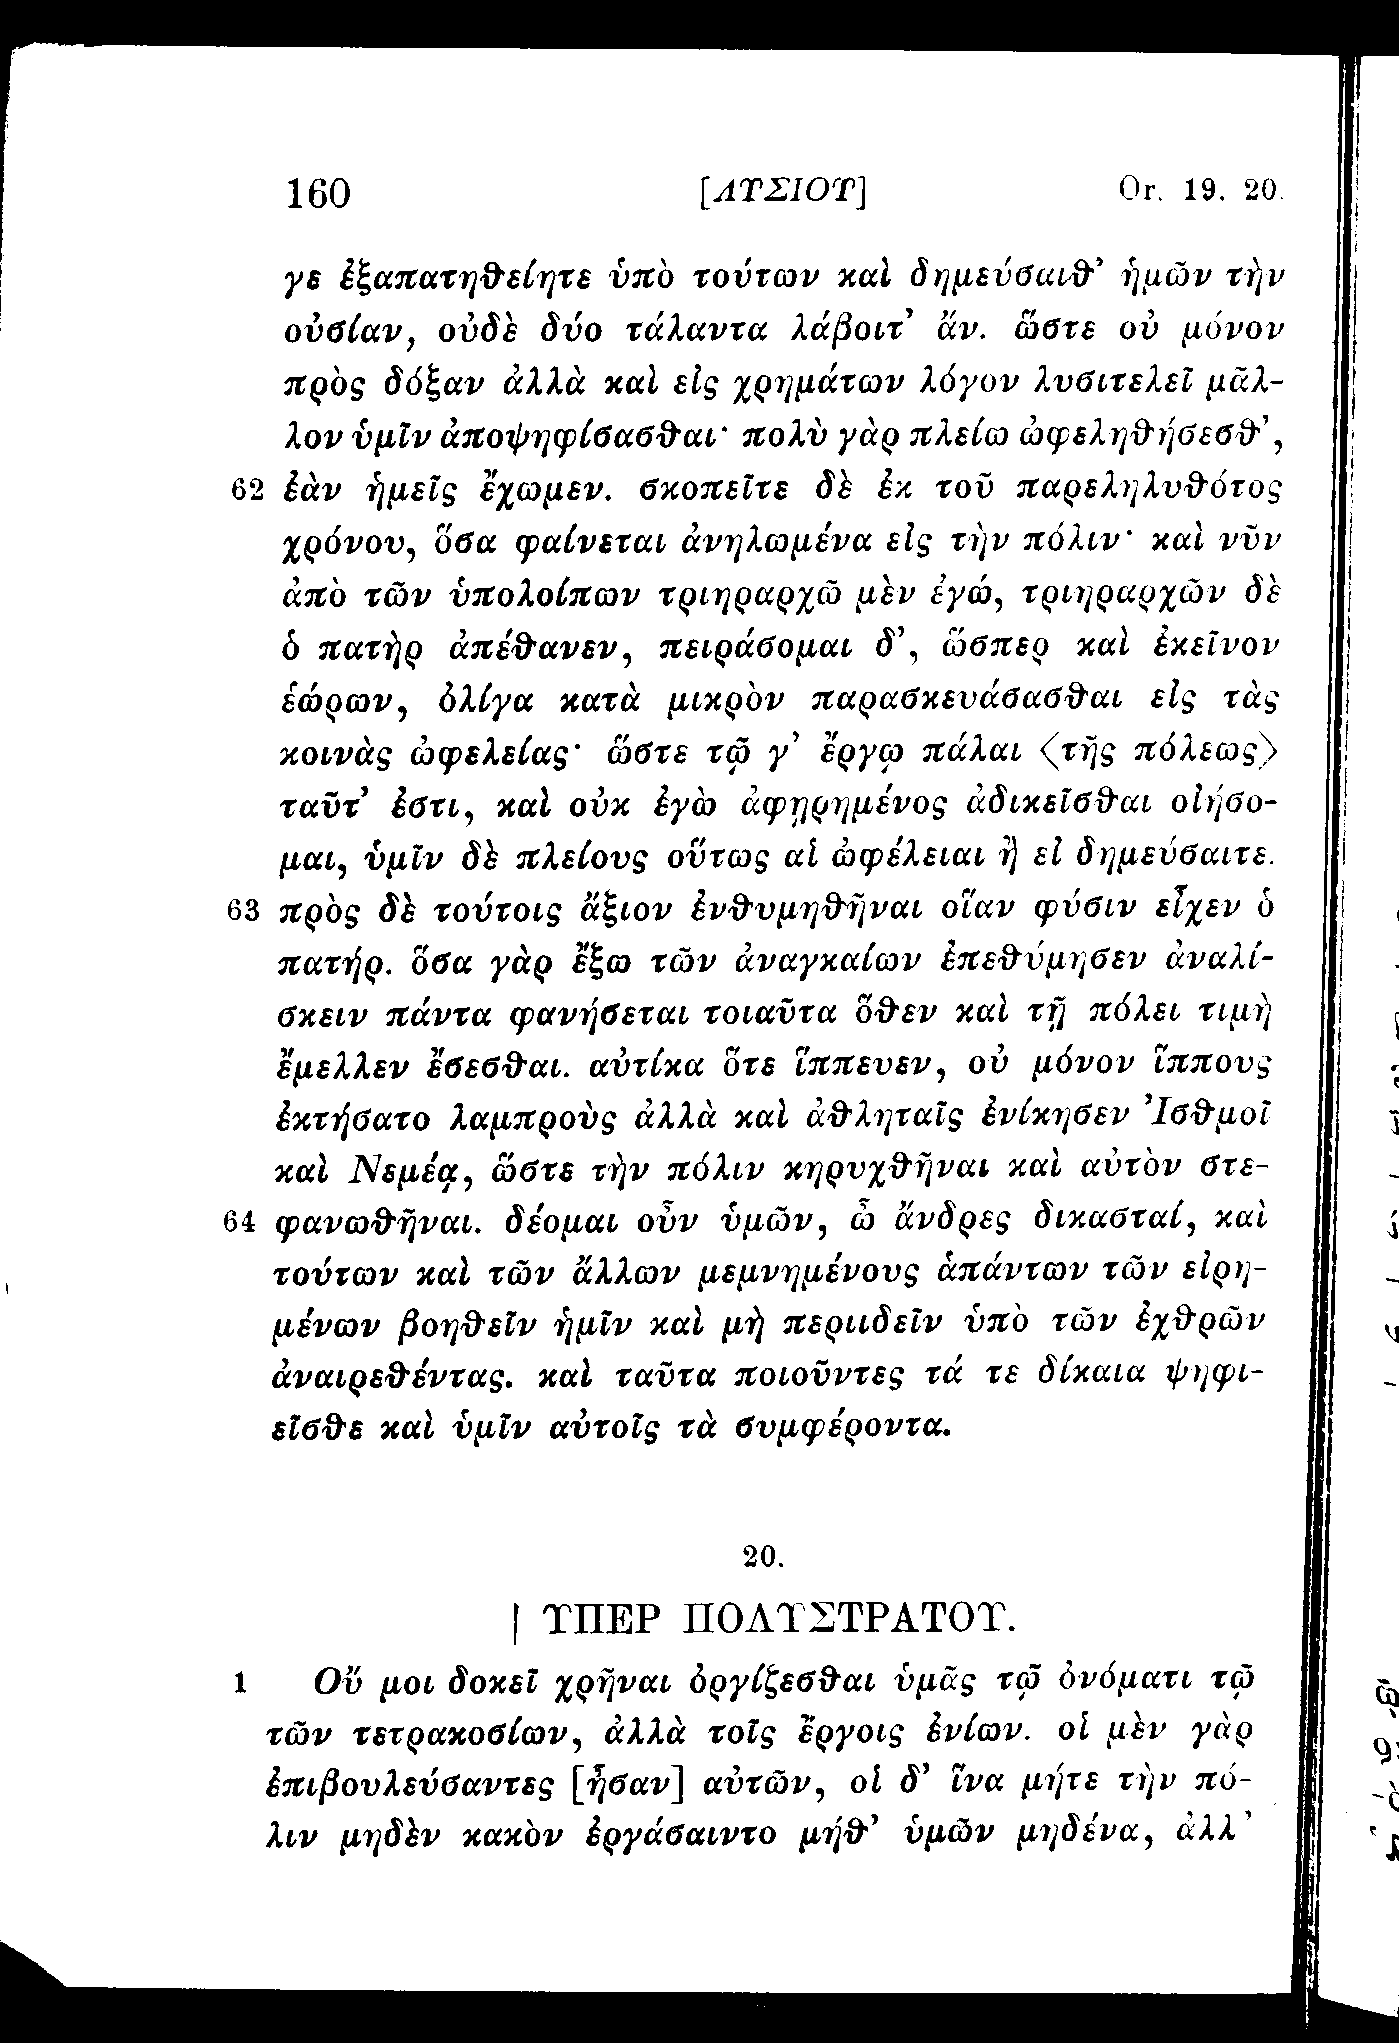 160 [ΛΥΣΙΟΥ] Or. 19. 20.
γε ἐξαπατηθείητε ὑπὸ τούτων καὶ δημεύσαιθ’ ἡμῶν τὴν
οὐσίαν, οὐδὲ δύο τάλαντα λάβοιτ’ ἄν. ὥστε οὐ μόνον
πρὸς δόξαν ἀλλὰ καὶ εἰς χρημάτων λόγον λυσιτελεῖ μᾶλ-
λον ὑμῖν ἀποψηφίσασθαι· πολὺ γὰρ πλείω ὠφεληθήσεσθ’,
62 ἐὰν ἡμεῖς ἔχωμεν. σκοπεῖτε δὲ ἐκ τοῦ παρεληλυθότος
χρόνου, ὅσα φαίνεται ἀνηλωμένα εἰς τὴν πόλιν· καὶ νῦν
ἀπὸ τῶν ὑπολοίπων τριηραρχῶ μὲν ἐγώ, τριηραρχῶν δὲ
ὁ πατὴρ ἀπέθανεν, πειράσομαι δ’, ὥσπερ καὶ ἐκεῖνον
ἑώρων, ὀλίγα κατὰ μικρὸν παρασκευάσασθαι εἰς τὰς
κοινὰς ὠφελείας· ὥστε τῷ γ’ ἔργῳ πάλαι ⟨τῆς πόλεως⟩
ταῦτ’ ἐστι, καὶ οὐκ ἐγὼ ἀφῃρημένος ἀδικεῖσθαι οἰήσο-
μαι, ὑμῖν δὲ πλείους οὕτως αἱ ὠφέλειαι ἢ εἰ δημεύσαιτε.
63 πρὸς δὲ τούτοις ἄξιον ἐνθυμηθῆναι οἵαν φύσιν εἶχεν ὁ
πατήρ. ὅσα γὰρ ἔξω τῶν ἀναγκαίων ἐπεθύμησεν ἀναλί-
σκειν πάντα φανήσεται τοιαῦτα ὅθεν καὶ τῇ πόλει τιμὴ
ἔμελλεν ἔσεσθαι. αὐτίκα ὅτε ἵππευεν, οὐ μόνον ἵππους
ἐκτήσατο λαμπροὺς ἀλλὰ καὶ ἀθληταῖς ἐνίκησεν Ἰσθμοῖ
καὶ Νεμέᾳ, ὥστε τὴν πόλιν κηρυχθῆναι καὶ αὐτὸν στε-
64 φανωθῆναι. δέομαι οὖν ὑμῶν, ὦ ἄνδρες δικασταί, καὶ
τούτων καὶ τῶν ἄλλων μεμνημένους ἁπάντων τῶν εἰρη-
μένων βοηθεῖν ἡμῖν καὶ μὴ περιιδεῖν ὑπὸ τῶν ἐχθρῶν
ἀναιρεθέντας. καὶ ταῦτα ποιοῦντες τά τε δίκαια ψηφι-
εῖσθε καὶ ὑμῖν αὐτοῖς τὰ συμφέροντα.
20.
| ΥΠΕΡ ΠΟΛΥΣΤΡΑΤΟΥ.
1 Οὔ μοι δοκεῖ χρῆναι ὀργίζεσθαι ὑμᾶς τῷ ὀνόματι τῷ
τῶν τετρακοσίων, ἀλλὰ τοῖς ἔργοις ἐνίων. οἱ μὲν γὰρ
ἐπιβουλεύσαντες [ἦσαν] αὐτῶν, οἱ δ’ ἵνα μήτε τὴν πό-
λιν μηδὲν κακὸν ἐργάσαιντο μήθ’ ὑμῶν μηδένα, ἀλλ’